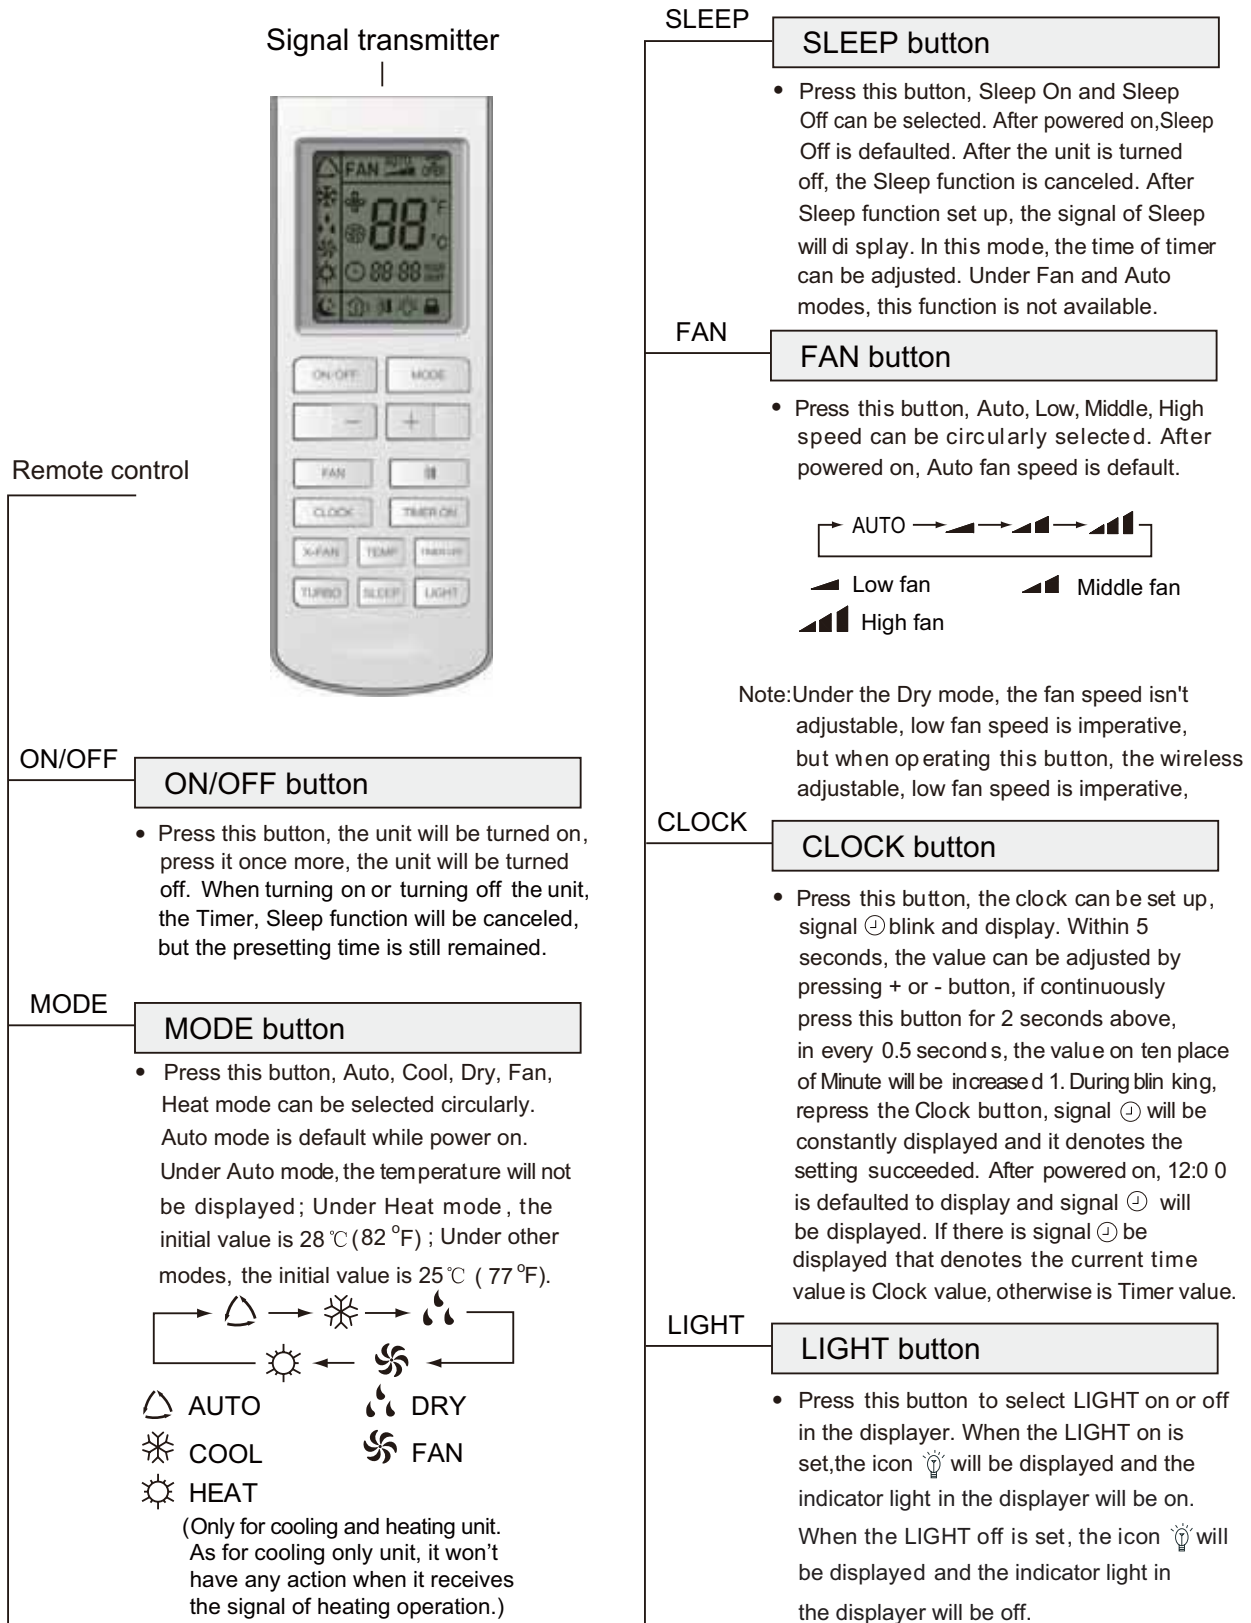 Signal transmitter
FAN AUTO OPER
88 °F
°C
88 88
ON/OFF MODE
- +
FAN
CLOCK TIMER ON
X-FAN TEMP TIMER OFF
TURBO SLEEP LIGHT
Remote control
ON/OFF
ON/OFF button
• Press this button, the unit will be turned on,
press it once more, the unit will be turned
off. When turning on or turning off the unit,
the Timer, Sleep function will be canceled,
but the presetting time is still remained.
MODE
MODE button
• Press this button, Auto, Cool, Dry, Fan,
Heat mode can be selected circularly.
Auto mode is default while power on.
Under Auto mode, the temperature will not
be displayed; Under Heat mode, the
initial value is 28℃(82 °F) ; Under other
modes, the initial value is 25℃ ( 77 °F).
AUTO DRY
COOL FAN
HEAT
(Only for cooling and heating unit.
As for cooling only unit, it won't
have any action when it receives
the signal of heating operation.)
SLEEP
SLEEP button
• Press this button, Sleep On and Sleep
Off can be selected. After powered on,Sleep
Off is defaulted. After the unit is turned
off, the Sleep function is canceled. After
Sleep function set up, the signal of Sleep
will di splay. In this mode, the time of timer
can be adjusted. Under Fan and Auto
modes, this function is not available.
FAN
FAN button
• Press this button, Auto, Low, Middle, High
speed can be circularly selected. After
powered on, Auto fan speed is default.
AUTO
Low fan Middle fan
High fan
Note:Under the Dry mode, the fan speed isn't
adjustable, low fan speed is imperative,
but when operating this button, the wireless
adjustable, low fan speed is imperative,
CLOCK
CLOCK button
• Press this button, the clock can be set up,
signal blink and display. Within 5
seconds, the value can be adjusted by
pressing + or - button, if continuously
press this button for 2 seconds above,
in every 0.5 seconds, the value on ten place
of Minute will be increased 1. During blin king,
repress the Clock button, signal will be
constantly displayed and it denotes the
setting succeeded. After powered on, 12:0 0
is defaulted to display and signal will
be displayed. If there is signal be
displayed that denotes the current time
value is Clock value, otherwise is Timer value.
LIGHT
LIGHT button
• Press this button to select LIGHT on or off
in the displayer. When the LIGHT on is
set,the icon will be displayed and the
indicator light in the displayer will be on.
When the LIGHT off is set, the icon will
be displayed and the indicator light in
the displayer will be off.